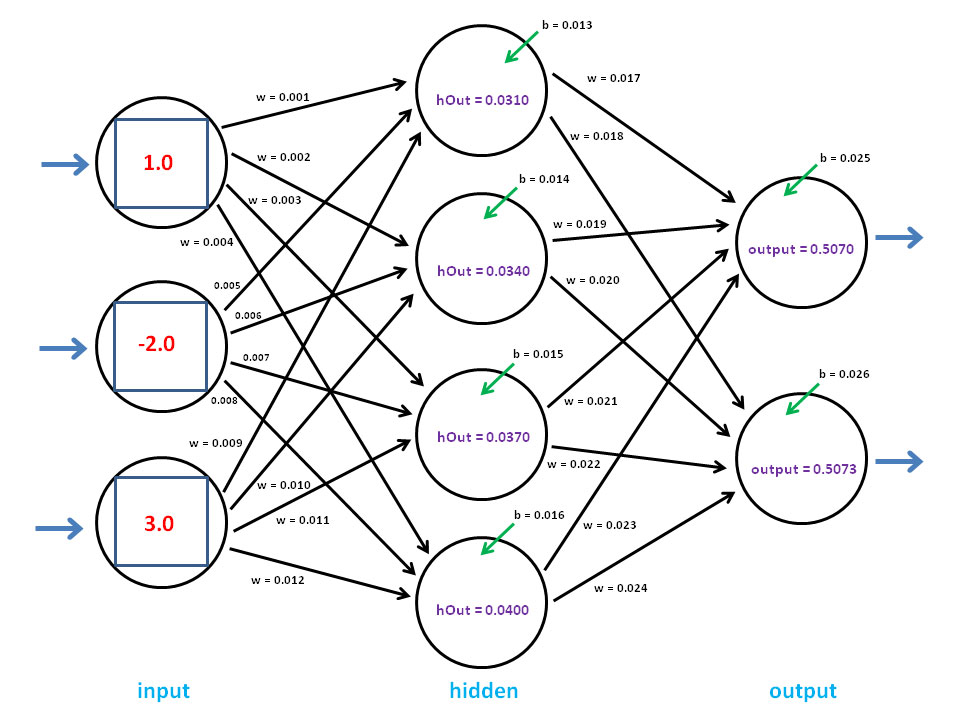 b = 0.013
w = 0.017
w = 0.001
hOut = 0.0310
w = 0.018
1.0
w = 0.002
b = 0.025
b = 0.014
w = 0.003
w = 0.019
w = 0.004
output = 0.5070
hOut = 0.0340
w = 0.020
0.005
0.006
-2.0
0.007
b = 0.015
b = 0.026
0.008
w = 0.021
w = 0.009
hOut = 0.0370
w = 0.022
output = 0.5073
w = 0.010
3.0
w = 0.011
b = 0.016
w = 0.023
w = 0.012
w = 0.024
hOut = 0.0400
input
hidden
output